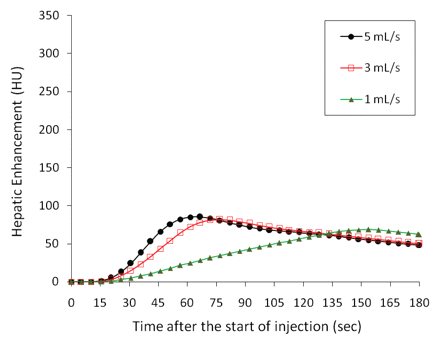 350
300
250
200
150
100
50
0
Hepatic Enhancement (HU)
5 mL/s
3 mL/s
1 mL/s
0 15 30 45 60 75 90 105 120 135 150 165 180
Time after the start of injection (sec)